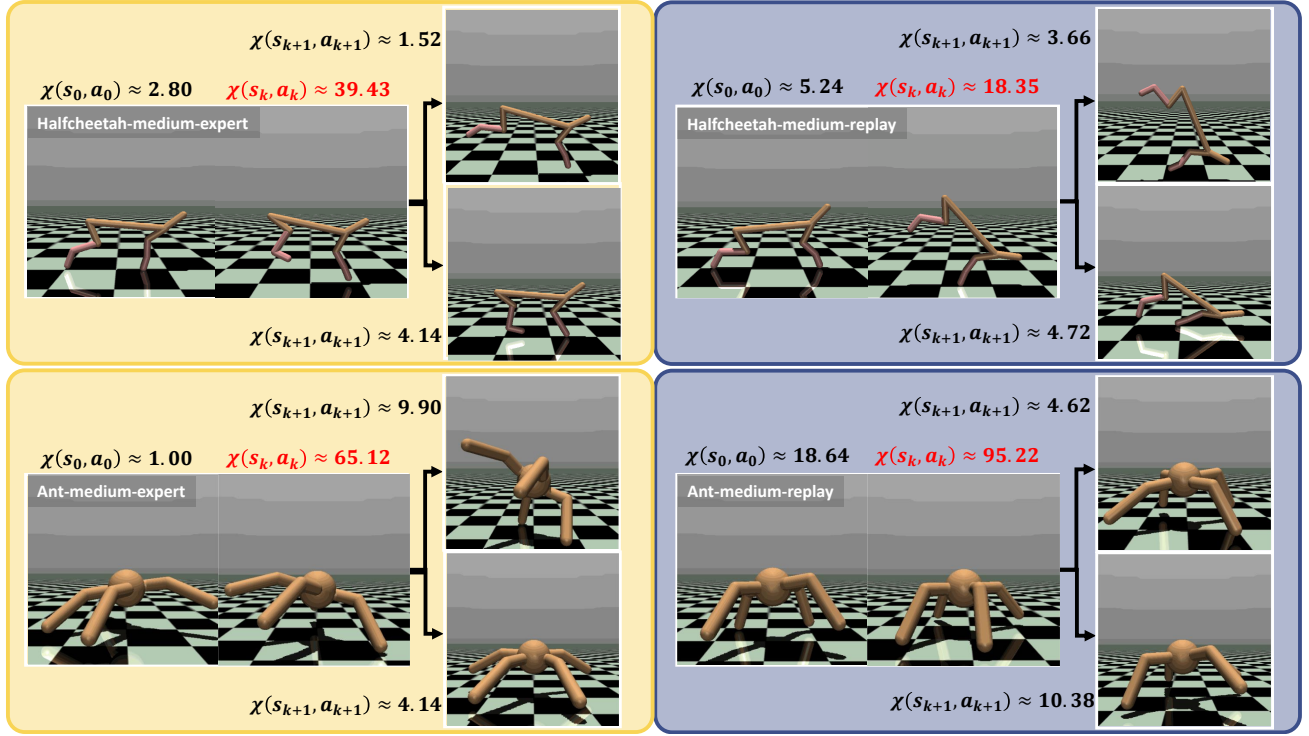 χ(s_{k+1}, a_{k+1}) ≈ 1.52
χ(s_0, a_0) ≈ 2.80
χ(s_k, a_k) ≈ 39.43
Halfcheetah-medium-expert
χ(s_{k+1}, a_{k+1}) ≈ 4.14
χ(s_{k+1}, a_{k+1}) ≈ 3.66
χ(s_0, a_0) ≈ 5.24
χ(s_k, a_k) ≈ 18.35
Halfcheetah-medium-replay
χ(s_{k+1}, a_{k+1}) ≈ 4.72
χ(s_{k+1}, a_{k+1}) ≈ 9.90
χ(s_0, a_0) ≈ 1.00
χ(s_k, a_k) ≈ 65.12
Ant-medium-expert
χ(s_{k+1}, a_{k+1}) ≈ 4.14
χ(s_{k+1}, a_{k+1}) ≈ 4.62
χ(s_0, a_0) ≈ 18.64
χ(s_k, a_k) ≈ 95.22
Ant-medium-replay
χ(s_{k+1}, a_{k+1}) ≈ 10.38